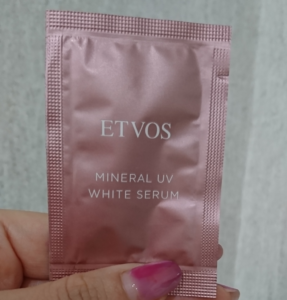 ETVOS
MINERAL UV
WHITE SERUM